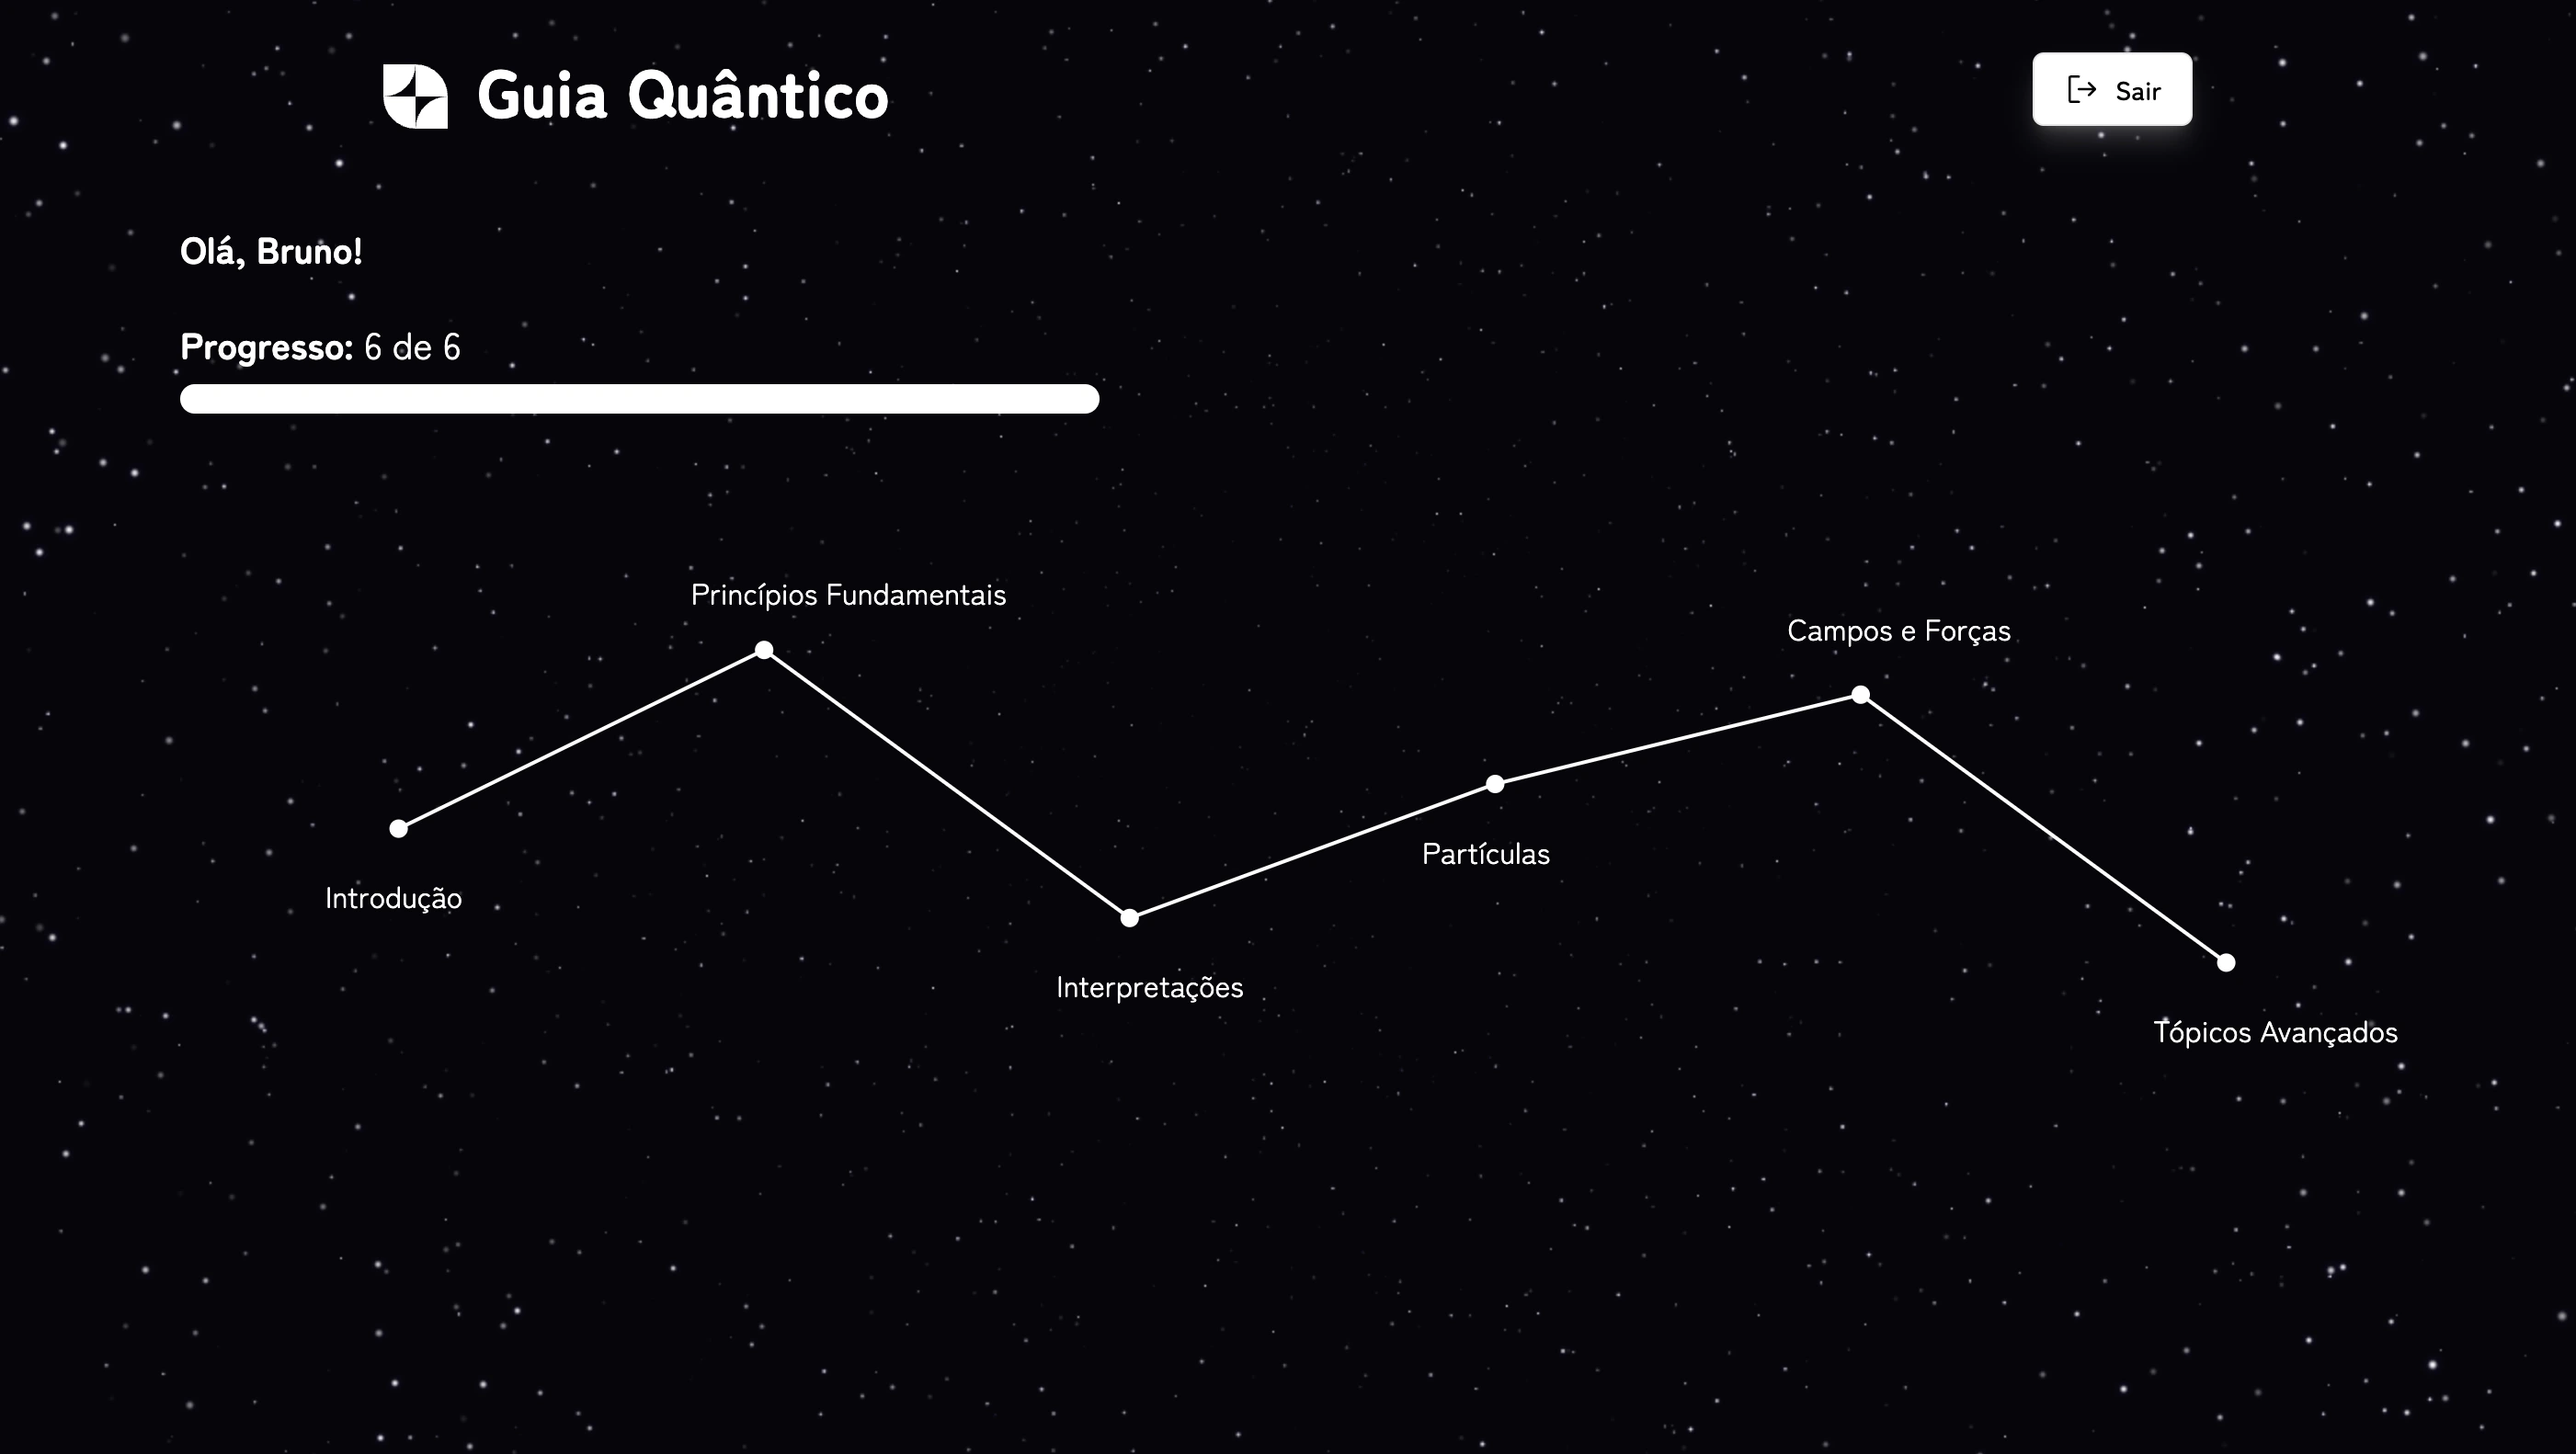 Guia Quântico
Sair
Olá, Bruno!
Progresso: 6 de 6
Princípios Fundamentais
Campos e Forças
Partículas
Introdução
Interpretações
Tópicos Avançados